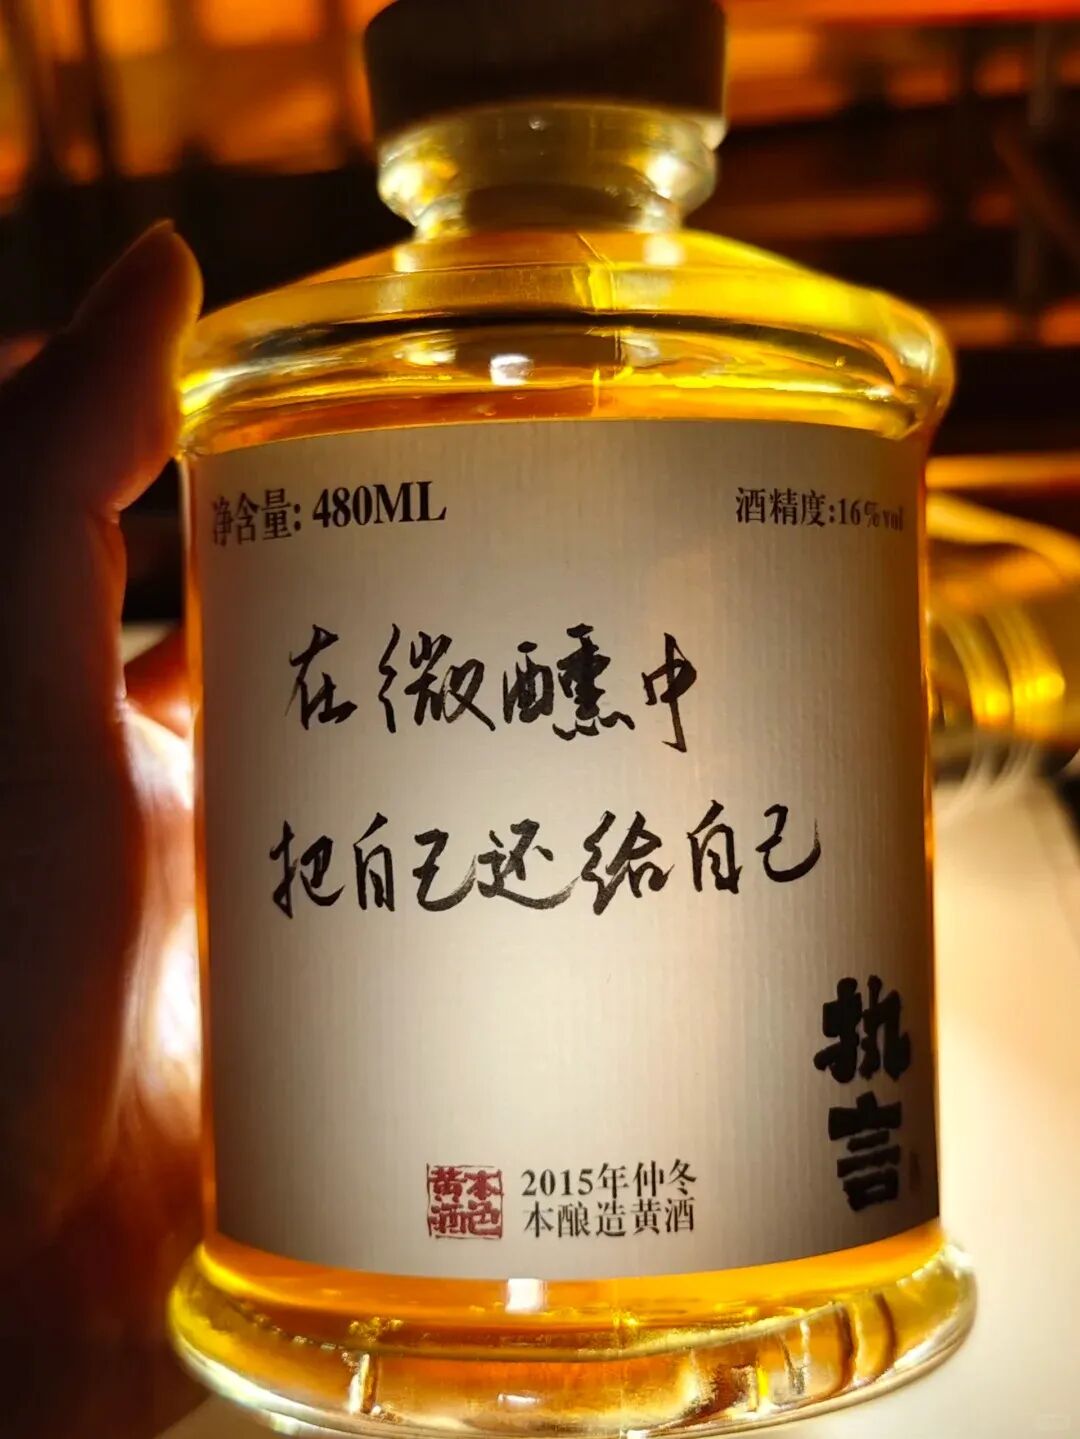 净含量: 480ML
酒精度:16%vol
在微醺中
把自己还给自己
执言
本色黄酒
2015年仲冬
本酿造黄酒